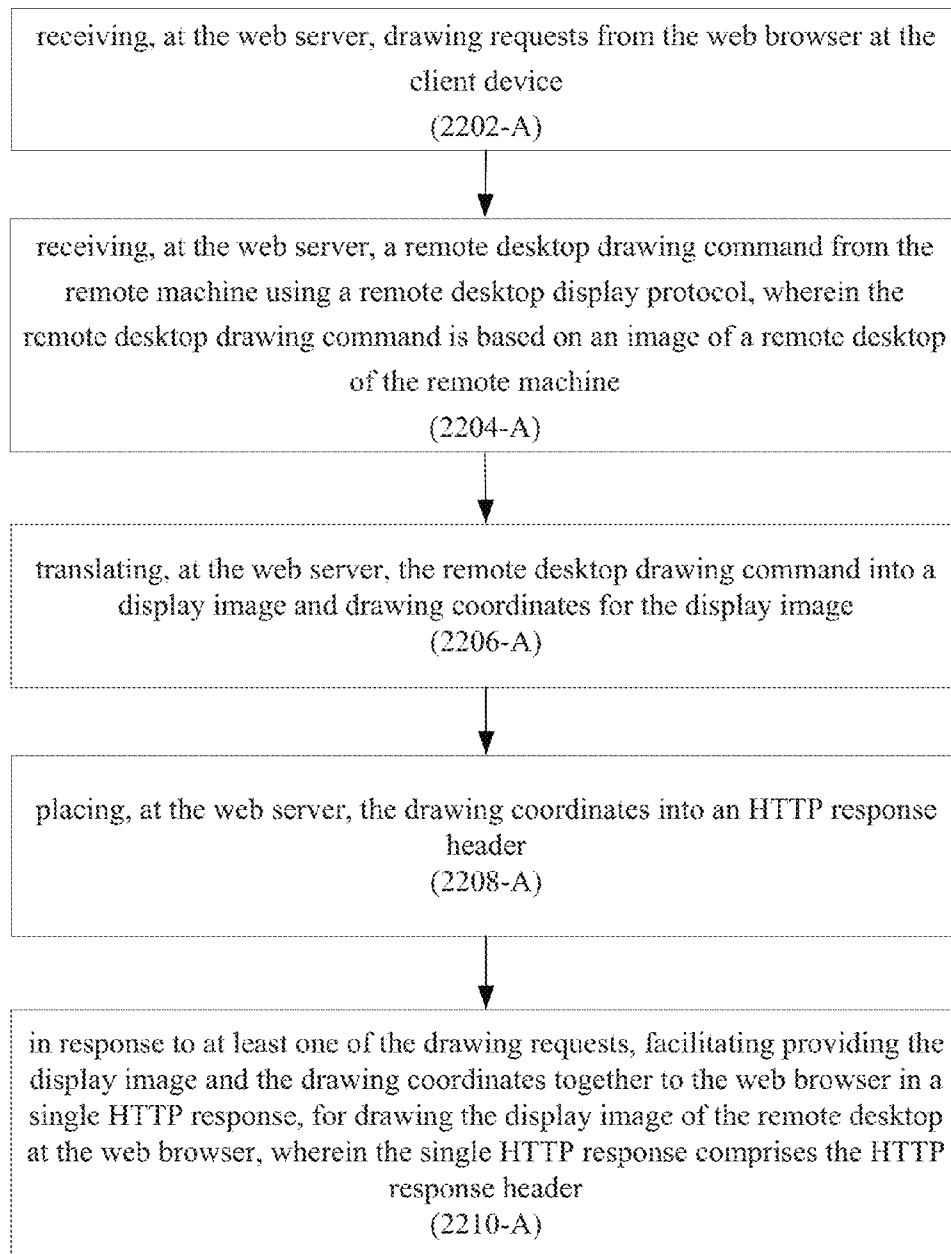 receiving, at the web server, drawing requests from the web browser at the
client device
(2202-A)
receiving, at the web server, a remote desktop drawing command from the
remote machine using a remote desktop display protocol, wherein the
remote desktop drawing command is based on an image of a remote desktop
of the remote machine
(2204-A)
translating, at the web server, the remote desktop drawing command into a
display image and drawing coordinates for the display image
(2206-A)
placing, at the web server, the drawing coordinates into an HTTP response
header
(2208-A)
in response to at least one of the drawing requests, facilitating providing the
display image and the drawing coordinates together to the web browser in a
single HTTP response, for drawing the display image of the remote desktop
at the web browser, wherein the single HTTP response comprises the HTTP
response header
(2210-A)